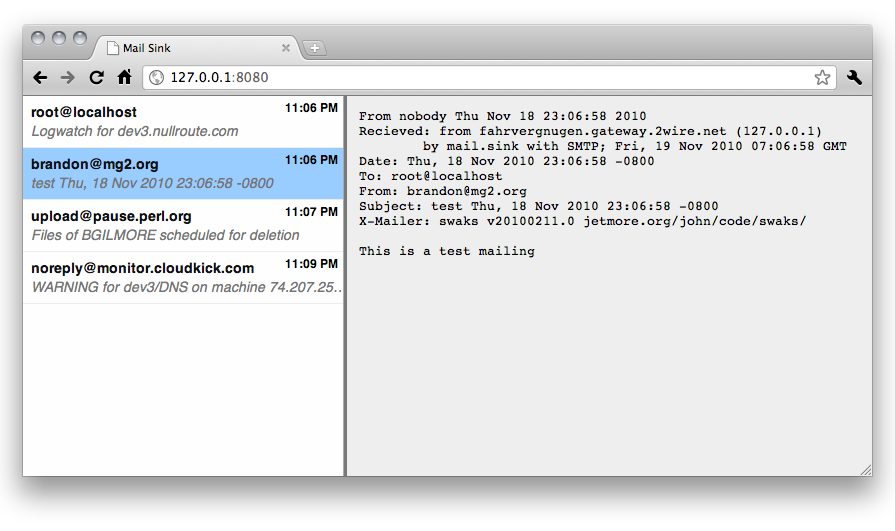 Mail Sink
127.0.0.1:8080
root@localhost 11:06 PM
Logwatch for dev3.nullroute.com
brandon@mg2.org 11:06 PM
test Thu, 18 Nov 2010 23:06:58 -0800
upload@pause.perl.org 11:07 PM
Files of BGILMORE scheduled for deletion
noreply@monitor.cloudkick.com 11:09 PM
WARNING for dev3/DNS on machine 74.207.25...
From nobody Thu Nov 18 23:06:58 2010
Recieved: from fahrvergnugen.gateway.2wire.net (127.0.0.1)
by mail.sink with SMTP; Fri, 19 Nov 2010 07:06:58 GMT
Date: Thu, 18 Nov 2010 23:06:58 -0800
To: root@localhost
From: brandon@mg2.org
Subject: test Thu, 18 Nov 2010 23:06:58 -0800
X-Mailer: swaks v20100211.0 jetmore.org/john/code/swaks/
This is a test mailing